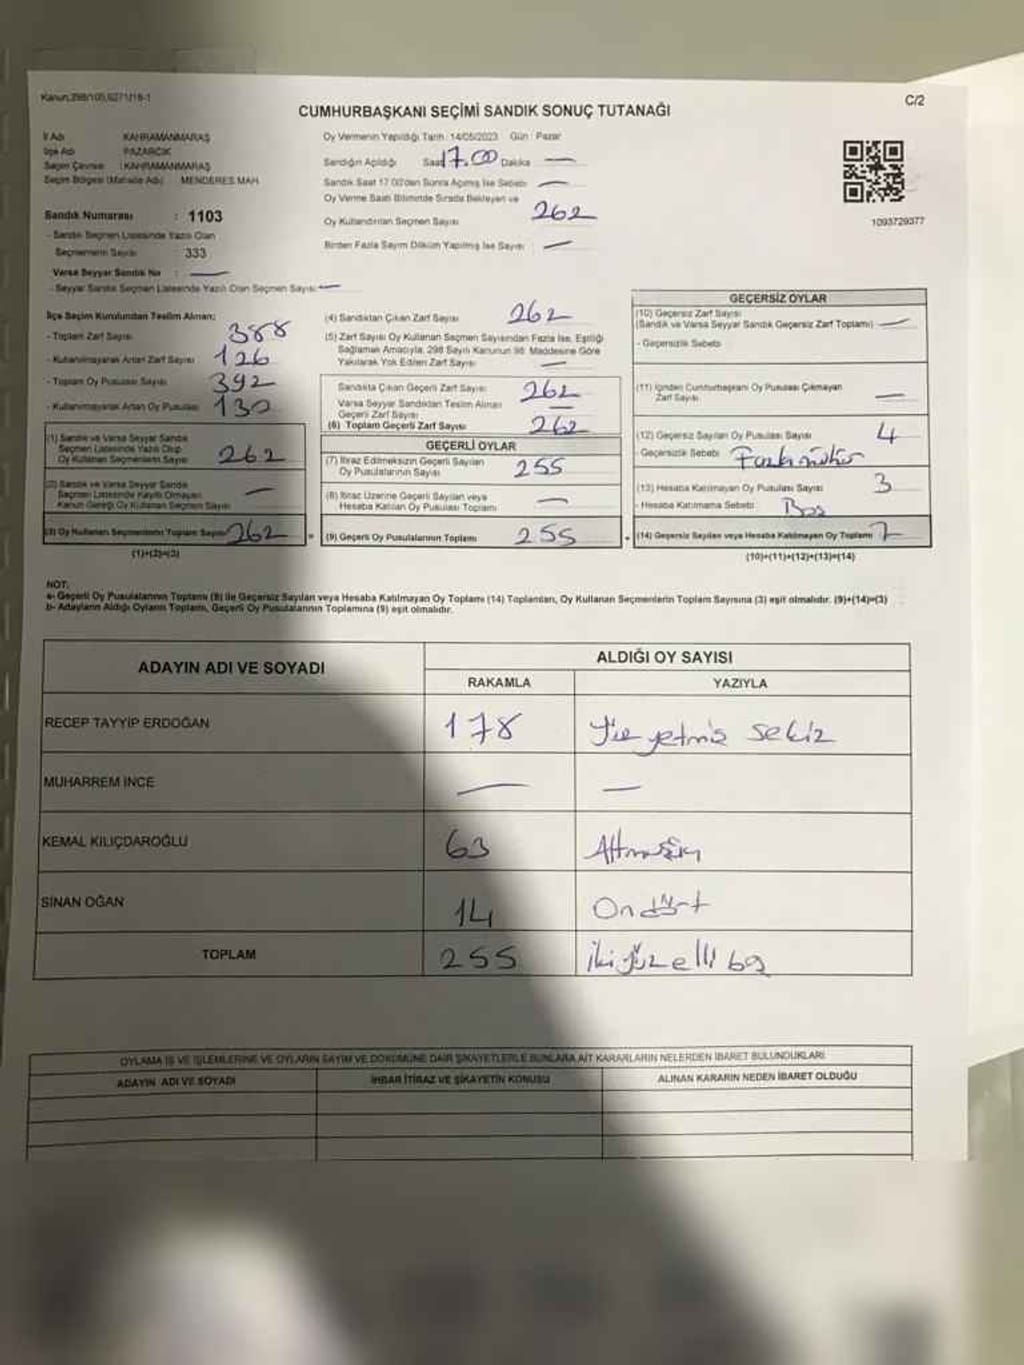 Kanun,298/105,6271/18-1
C/2
CUMHURBAŞKANI SEÇİMİ SANDIK SONUÇ TUTANAĞI
İl Adı : KAHRAMANMARAŞ
İlçe Adı : PAZARCIK
Seçim Çevresi : KAHRAMANMARAŞ
Seçim Bölgesi (Mahalle Adı) : MENDERES MAH
Sandık Numarası : 1103
- Sandık Seçmen Listesinde Yazılı Olan
Seçmenlerin Sayısı 333
Varsa Seyyar Sandık No : —
- Seyyar Sandık Seçmen Listesinde Yazılı Olan Seçmen Sayısı: —
Oy Vermenin Yapıldığı Tarih : 14/05/2023 Gün : Pazar
Sandığın Açıldığı Saat 17.00 Dakika —
Sandık Saat 17.00'den Sonra Açılmış İse Sebebi —
Oy Verme Saati Bitiminde Sırada Bekleyen ve
Oy Kullandırılan Seçmen Sayısı 262
Birden Fazla Sayım Döküm Yapılmış İse Sayısı —
1093729377
İlçe Seçim Kurulundan Teslim Alınan;
- Toplam Zarf Sayısı 388
- Kullanılmayarak Artan Zarf Sayısı 126
- Toplam Oy Pusulası Sayısı 392
- Kullanılmayarak Artan Oy Pusulası 130
(1) Sandık ve Varsa Seyyar Sandık
Seçmen Listesinde Yazılı Olup
Oy Kullanan Seçmenlerin Sayısı 262
(2) Sandık ve Varsa Seyyar Sandık
Seçmen Listesinde Kayıtlı Olmayan
Kanun Gereği Oy Kullanan Seçmen Sayısı —
(3) Oy Kullanan Seçmenlerin Toplam Sayısı 262
(1)+(2)=(3)
(4) Sandıktan Çıkan Zarf Sayısı 262
(5) Zarf Sayısı Oy Kullanan Seçmen Sayısından Fazla İse, Eşitliği
Sağlamak Amacıyla, 298 Sayılı Kanunun 98. Maddesine Göre
Yakılarak Yok Edilen Zarf Sayısı —
Sandıkta Çıkan Geçerli Zarf Sayısı 262
Varsa Seyyar Sandıktan Teslim Alınan
Geçerli Zarf Sayısı —
(6) Toplam Geçerli Zarf Sayısı 262
GEÇERLİ OYLAR
(7) İtiraz Edilmeksizin Geçerli Sayılan
Oy Pusulalarının Sayısı 255
(8) İtiraz Üzerine Geçerli Sayılan veya
Hesaba Katılan Oy Pusulası Toplamı —
= (9) Geçerli Oy Pusulalarının Toplamı 255
GEÇERSİZ OYLAR
(10) Geçersiz Zarf Sayısı
(Sandık ve Varsa Seyyar Sandık Geçersiz Zarf Toplamı) —
- Geçersizlik Sebebi
(11) İçinden Cumhurbaşkanı Oy Pusulası Çıkmayan
Zarf Sayısı —
(12) Geçersiz Sayılan Oy Pusulası Sayısı 4
- Geçersizlik Sebebi Fazla mühür
(13) Hesaba Katılmayan Oy Pusulası Sayısı 3
- Hesaba Katılmama Sebebi Boş
+ (14) Geçersiz Sayılan veya Hesaba Katılmayan Oy Toplamı 7
(10)+(11)+(12)+(13)=(14)
NOT:
a- Geçerli Oy Pusulalarının Toplamı (9) ile Geçersiz Sayılan veya Hesaba Katılmayan Oy Toplamı (14) Toplamları, Oy Kullanan Seçmenlerin Toplam Sayısına (3) eşit olmalıdır. (9)+(14)=(3)
b- Adayların Aldığı Oyların Toplamı, Geçerli Oy Pusulalarının Toplamına (9) eşit olmalıdır.
ADAYIN ADI VE SOYADI ALDIĞI OY SAYISI
RAKAMLA YAZIYLA
RECEP TAYYİP ERDOĞAN 178 Yüz yetmiş sekiz
MUHARREM İNCE — —
KEMAL KILIÇDAROĞLU 63 Altmışüç
SİNAN OĞAN 14 Ondört
TOPLAM 255 İkiyüzelli beş
OYLAMA İŞ VE İŞLEMLERİNE VE OYLARIN SAYIM VE DÖKÜMÜNE DAİR ŞİKAYETLERLE BUNLARA AİT KARARLARIN NELERDEN İBARET BULUNDUKLARI
ADAYIN ADI VE SOYADI İHBAR İTİRAZ VE ŞİKAYETİN KONUSU ALINAN KARARIN NEDEN İBARET OLDUĞU